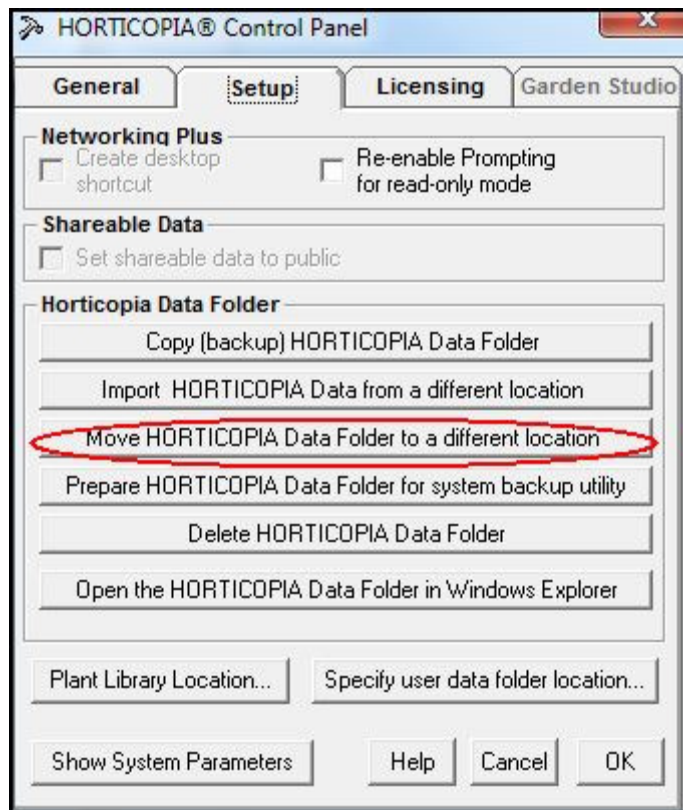 HORTICOPIA® Control Panel
General Setup Licensing Garden Studio
Networking Plus
Create desktop shortcut
Re-enable Prompting for read-only mode
Shareable Data
Set shareable data to public
Horticopia Data Folder
Copy (backup) HORTICOPIA Data Folder
Import HORTICOPIA Data from a different location
Move HORTICOPIA Data Folder to a different location
Prepare HORTICOPIA Data Folder for system backup utility
Delete HORTICOPIA Data Folder
Open the HORTICOPIA Data Folder in Windows Explorer
Plant Library Location... Specify user data folder location...
Show System Parameters Help Cancel OK